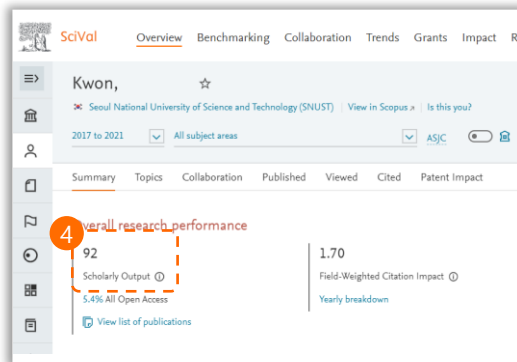 SciVal Overview Benchmarking Collaboration Trends Grants Impact R
Kwon,
Seoul National University of Science and Technology (SNUST) View in Scopus Is this you?
2017 to 2021 All subject areas ASJC
Summary Topics Collaboration Published Viewed Cited Patent Impact
4
Overall research performance
92 1.70
Scholarly Output Field-Weighted Citation Impact
5.4% All Open Access Yearly breakdown
View list of publications